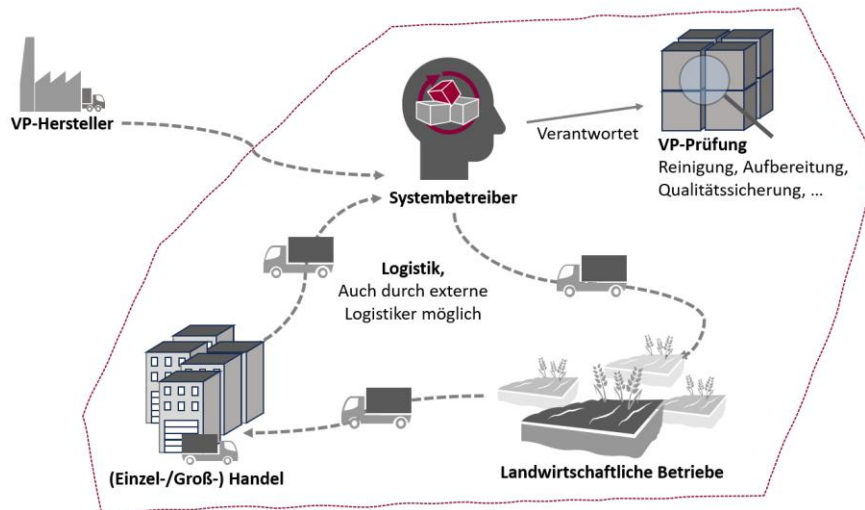 VP-Hersteller
Verantwortet
VP-Prüfung
Reinigung, Aufbereitung,
Qualitätssicherung, ...
Systembetreiber
Logistik,
Auch durch externe
Logistiker möglich
(Einzel-/Groß-) Handel
Landwirtschaftliche Betriebe